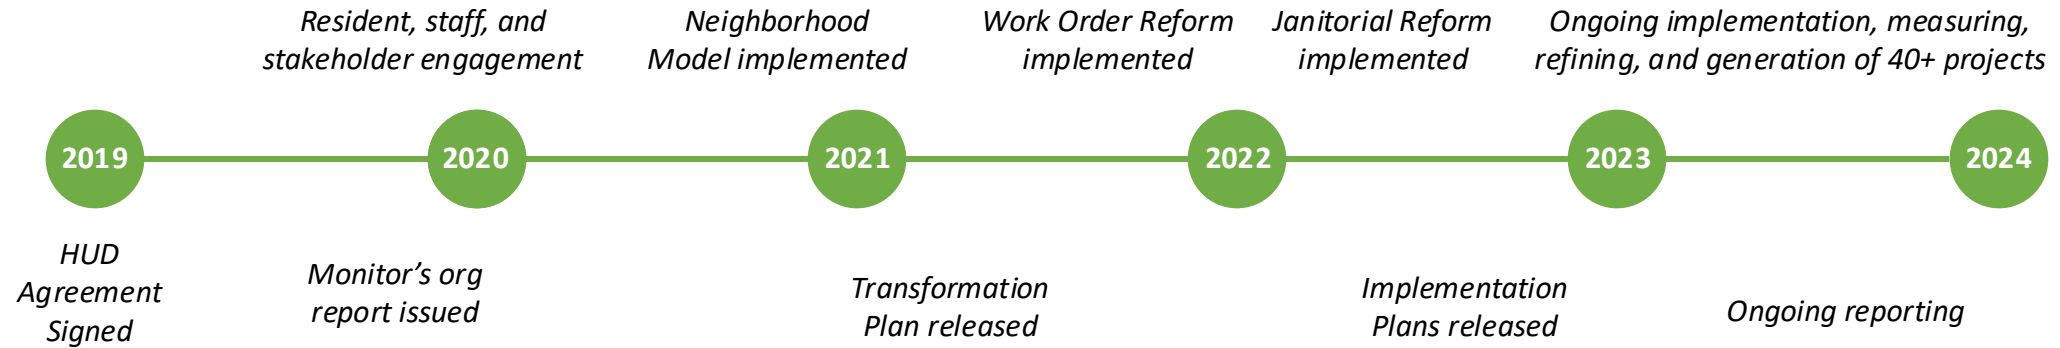 Resident, staff, and
stakeholder engagement
Neighborhood
Model implemented
Work Order Reform
implemented
Janitorial Reform
implemented
Ongoing implementation, measuring,
refining, and generation of 40+ projects
2019
2020
2021
2022
2023
2024
HUD
Agreement
Signed
Monitor’s org
report issued
Transformation
Plan released
Implementation
Plans released
Ongoing reporting